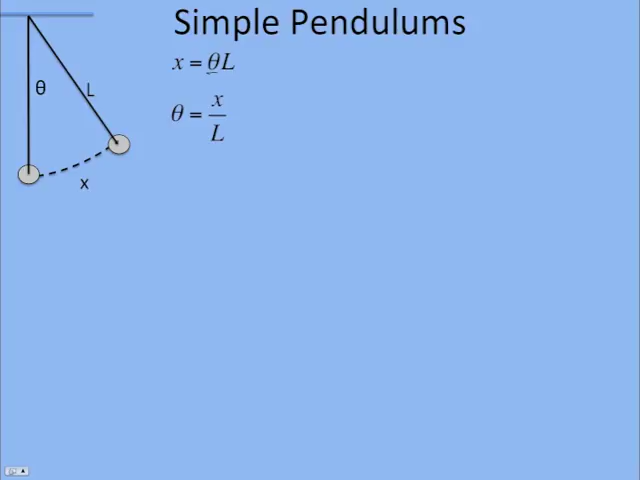 Simple Pendulums
x = θL
θ = x/L
θ
L
x